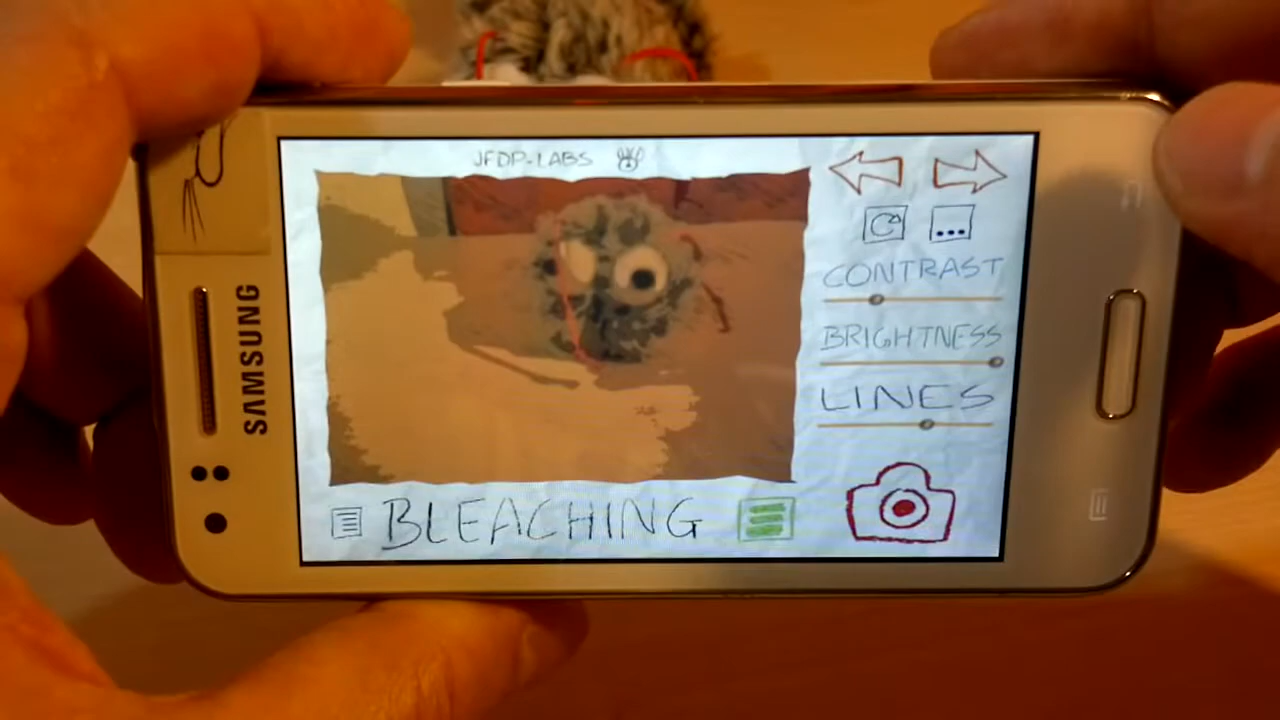 SAMSUNG
JFDP-LABS
CONTRAST
BRIGHTNESS
LINES
BLEACHING